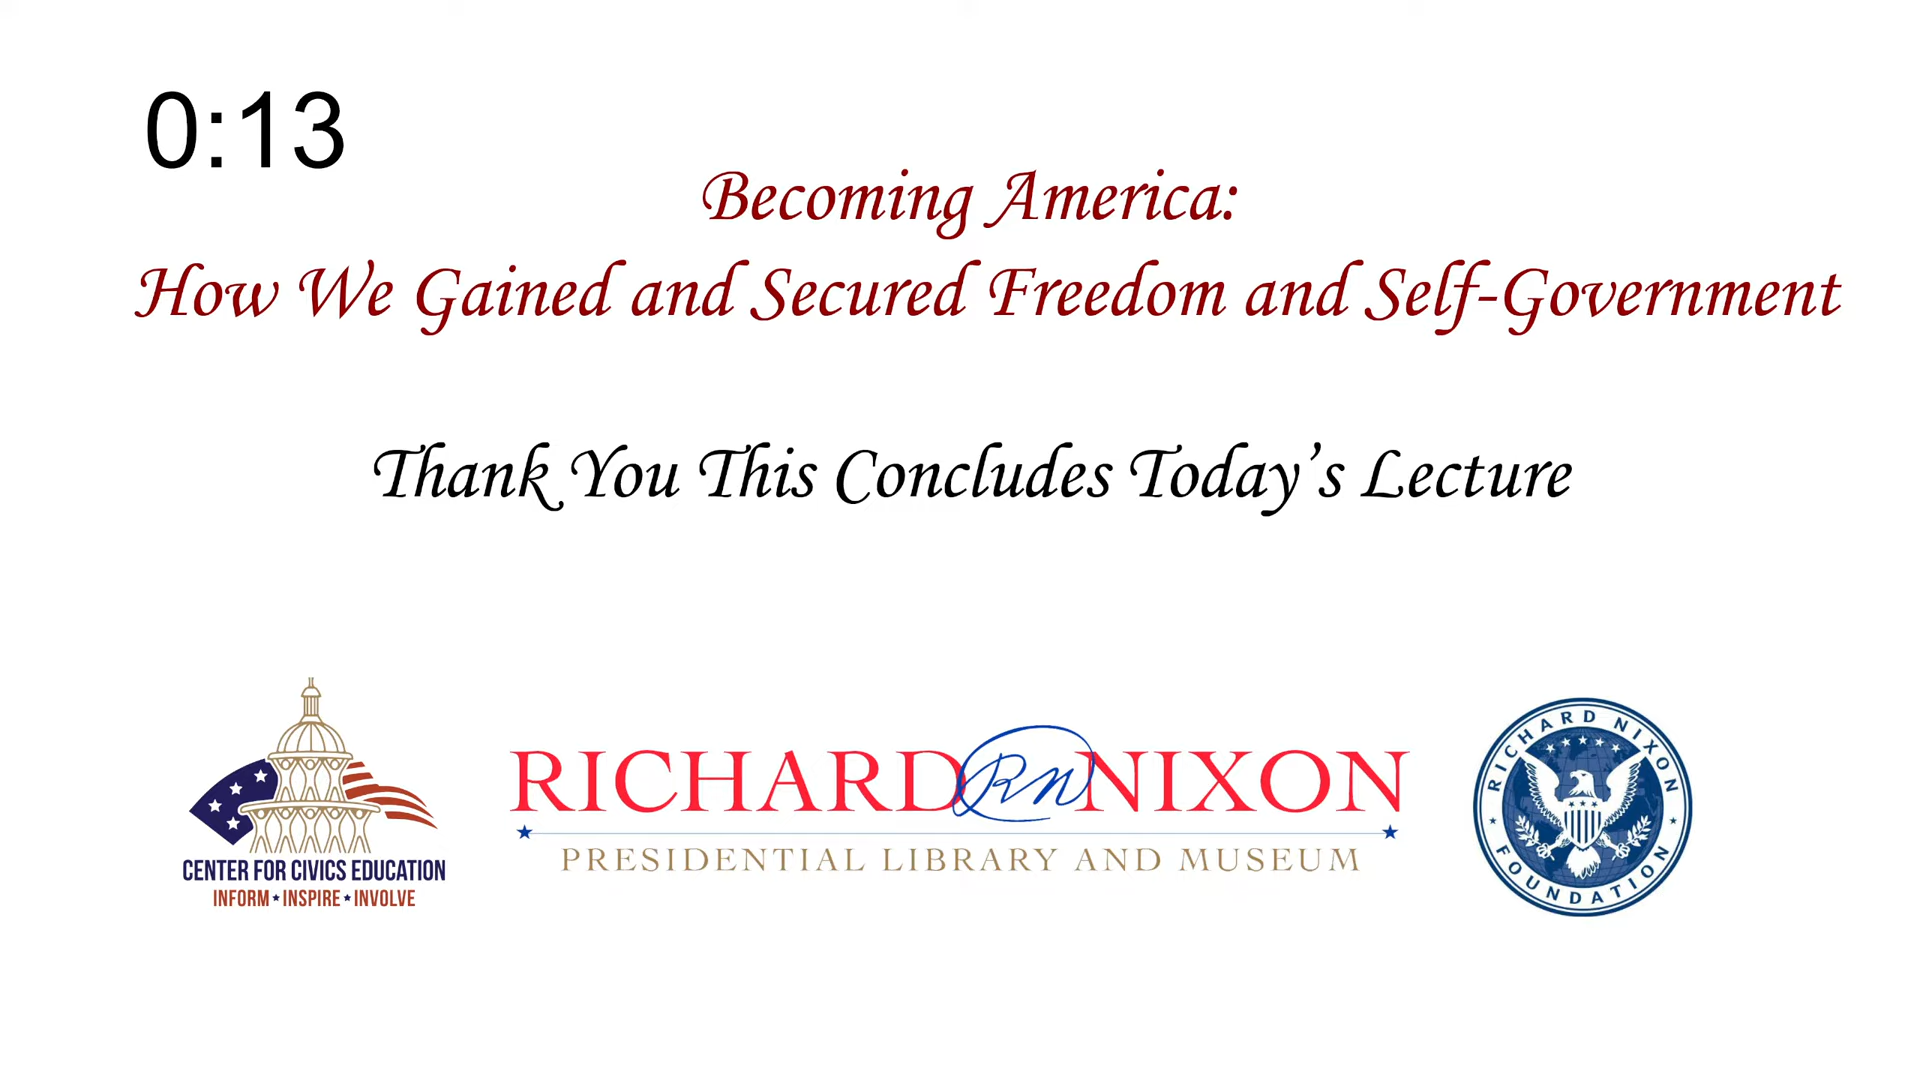 0:13
Becoming America:
How We Gained and Secured Freedom and Self-Government
Thank You This Concludes Today’s Lecture
CENTER FOR CIVICS EDUCATION
INFORM ★ INSPIRE ★ INVOLVE
RICHARD RN NIXON
PRESIDENTIAL LIBRARY AND MUSEUM
RICHARD NIXON
FOUNDATION